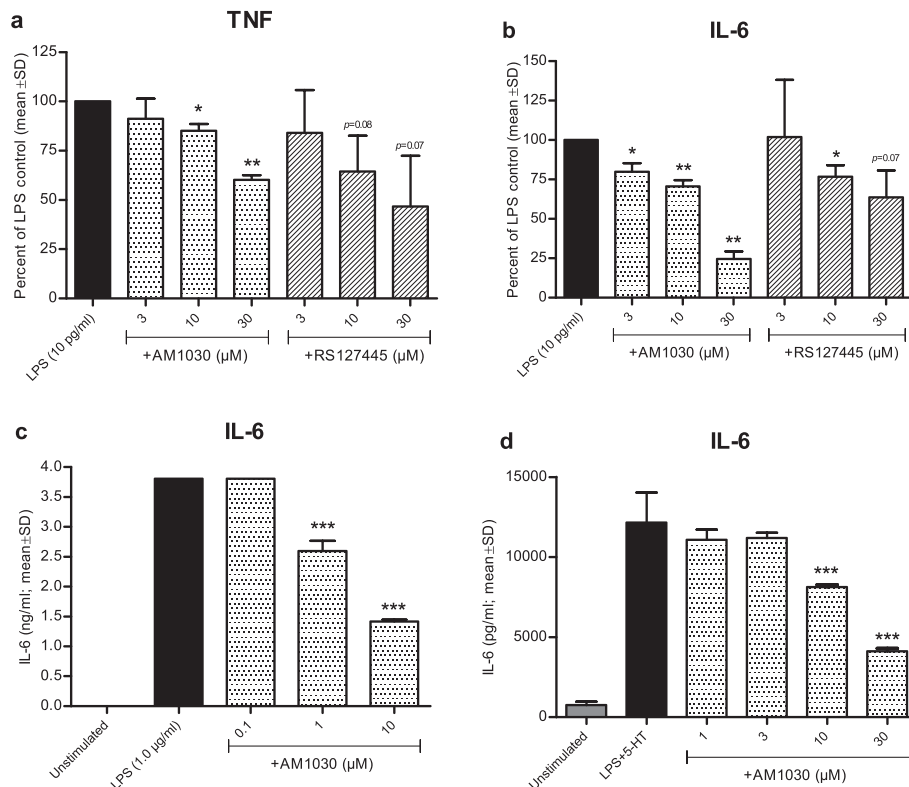 a
TNF
Percent of LPS control (mean ±SD)
125
100
75
50
25
0
*
**
p=0.08
p=0.07
LPS (10 pg/ml)
3
10
30
3
10
30
+AM1030 (µM)
+RS127445 (µM)
b
IL-6
Percent of LPS control (mean ±SD)
150
125
100
75
50
25
0
*
**
**
*
p=0.07
LPS (10 pg/ml)
3
10
30
3
10
30
+AM1030 (µM)
+RS127445 (µM)
c
IL-6
IL-6 (ng/ml; mean±SD)
4.0
3.5
3.0
2.5
2.0
1.5
1.0
0.5
0.0
***
***
Unstimulated
LPS (1.0 µg/ml)
0.1
1
10
+AM1030 (µM)
d
IL-6
IL-6 (pg/ml; mean±SD)
15000
10000
5000
0
***
***
Unstimulated
LPS+5-HT
1
3
10
30
+AM1030 (µM)